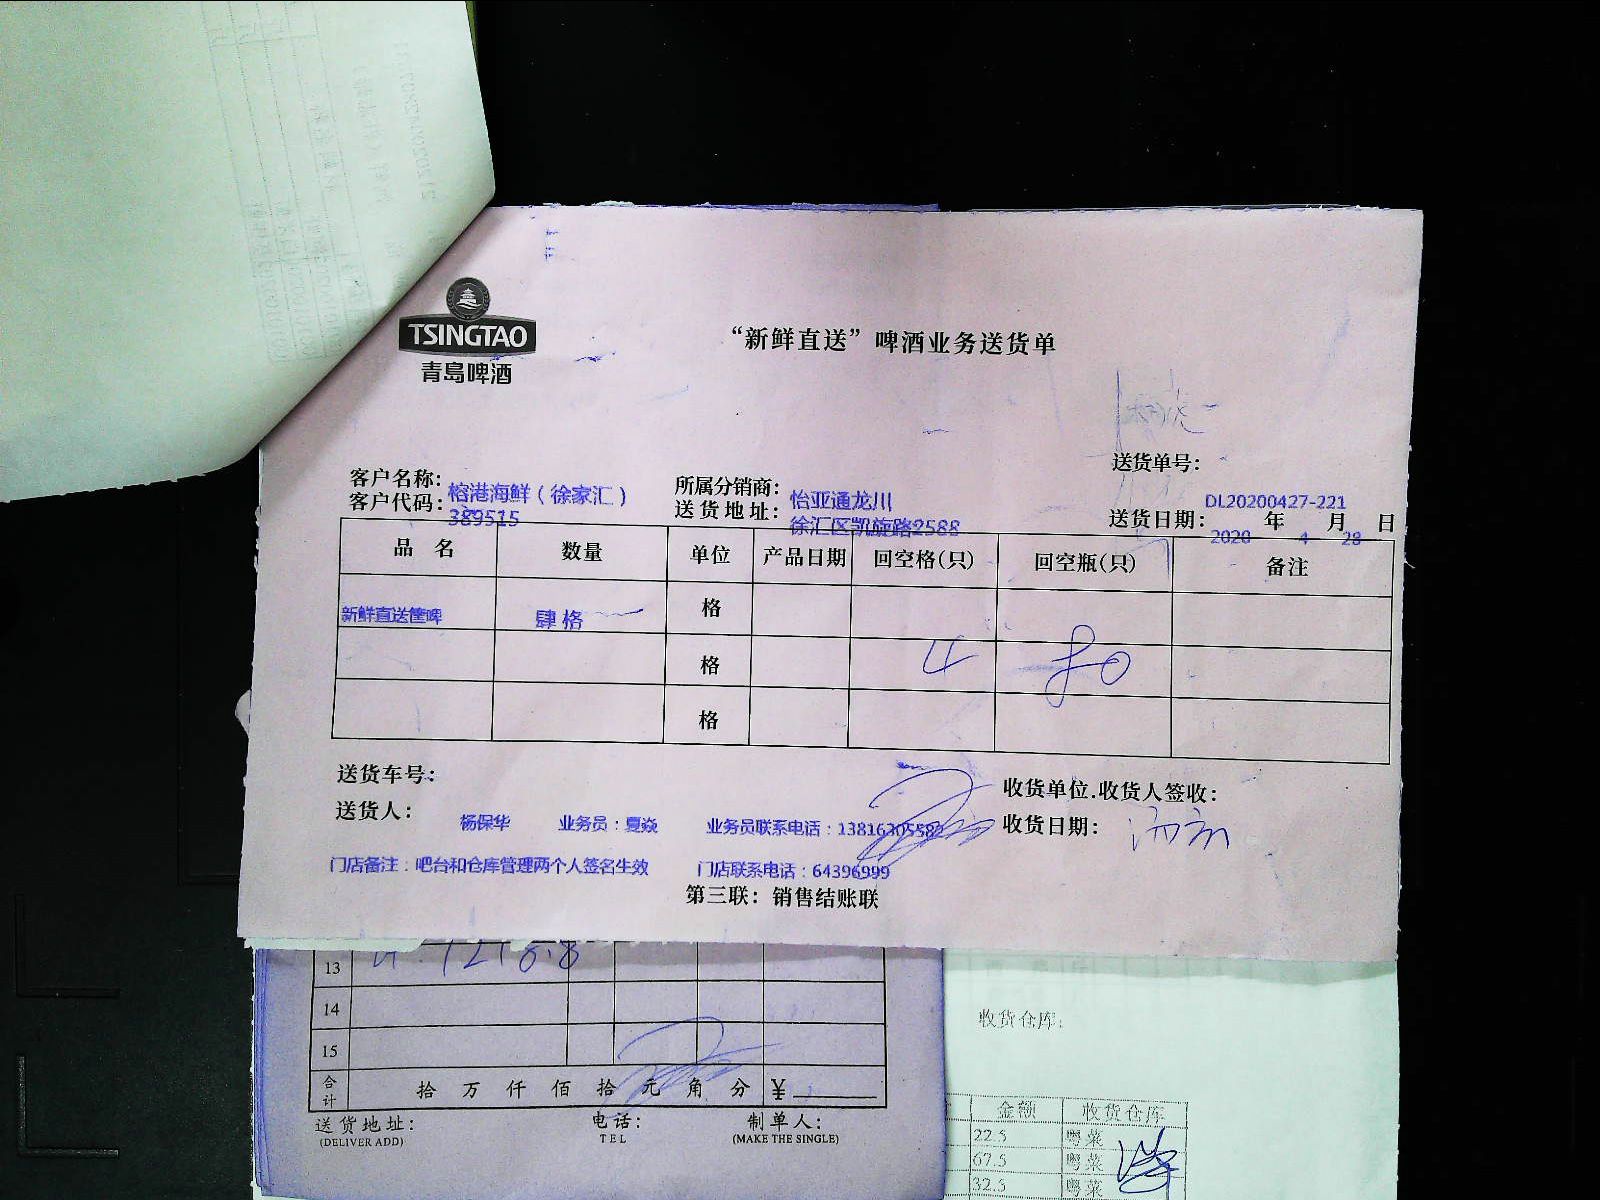 TSINGTAO
青岛啤酒
“新鲜直送”啤酒业务送货单
送货单号：
DL20200427-221
客户名称：榕港海鲜（徐家汇）
所属分销商：怡亚通龙川
客户代码：389515
送货地址：徐汇区凯旋路2588
送货日期：2020年4月28日
品名 数量 单位 产品日期 回空格(只) 回空瓶(只) 备注
新鲜直送筐啤 肆格 格
格 4 80
格
送货车号：
收货单位.收货人签收：
送货人：杨保华 业务员：夏焱 业务员联系电话：13816305582
收货日期：
门店备注：吧台和仓库管理两个人签名生效 门店联系电话：64396999
第三联：销售结账联
13 1216.8
14
15
合计 拾万仟佰拾元角分 ¥
送货地址： 电话： 制单人：
(DELIVER ADD) TEL (MAKE THE SINGLE)
收货仓库:
金额 收货仓库
22.5 粤菜
67.5 粤菜
32.5 粤菜